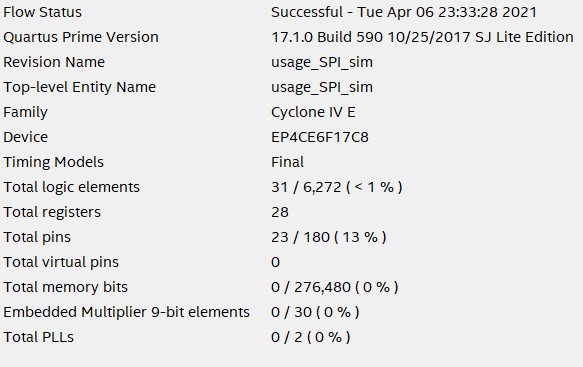 Flow Status Successful - Tue Apr 06 23:33:28 2021
Quartus Prime Version 17.1.0 Build 590 10/25/2017 SJ Lite Edition
Revision Name usage_SPI_sim
Top-level Entity Name usage_SPI_sim
Family Cyclone IV E
Device EP4CE6F17C8
Timing Models Final
Total logic elements 31 / 6,272 ( < 1 % )
Total registers 28
Total pins 23 / 180 ( 13 % )
Total virtual pins 0
Total memory bits 0 / 276,480 ( 0 % )
Embedded Multiplier 9-bit elements 0 / 30 ( 0 % )
Total PLLs 0 / 2 ( 0 % )